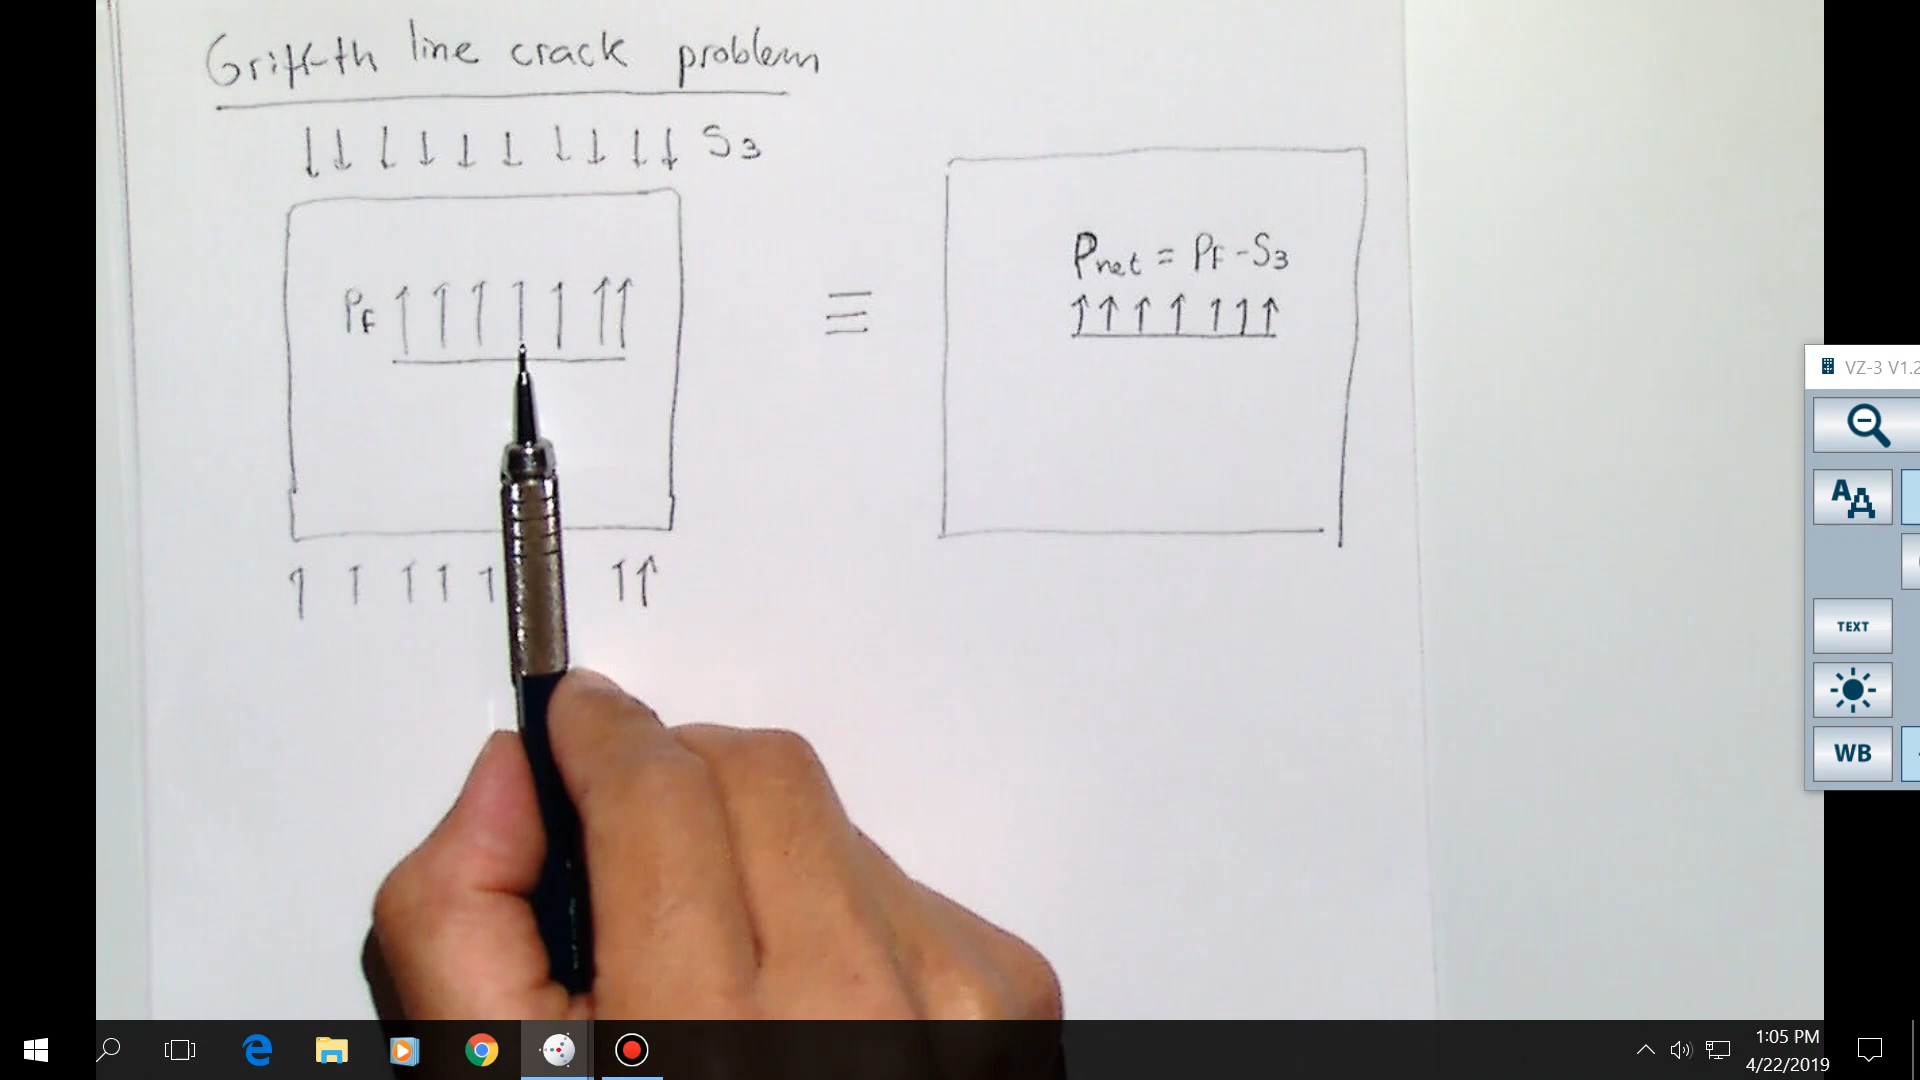 Griffith line crack problem
S3
Pf
≡
Pnet = Pf - S3
VZ-3 V1.2
AA
TEXT
WB
1:05 PM
4/22/2019